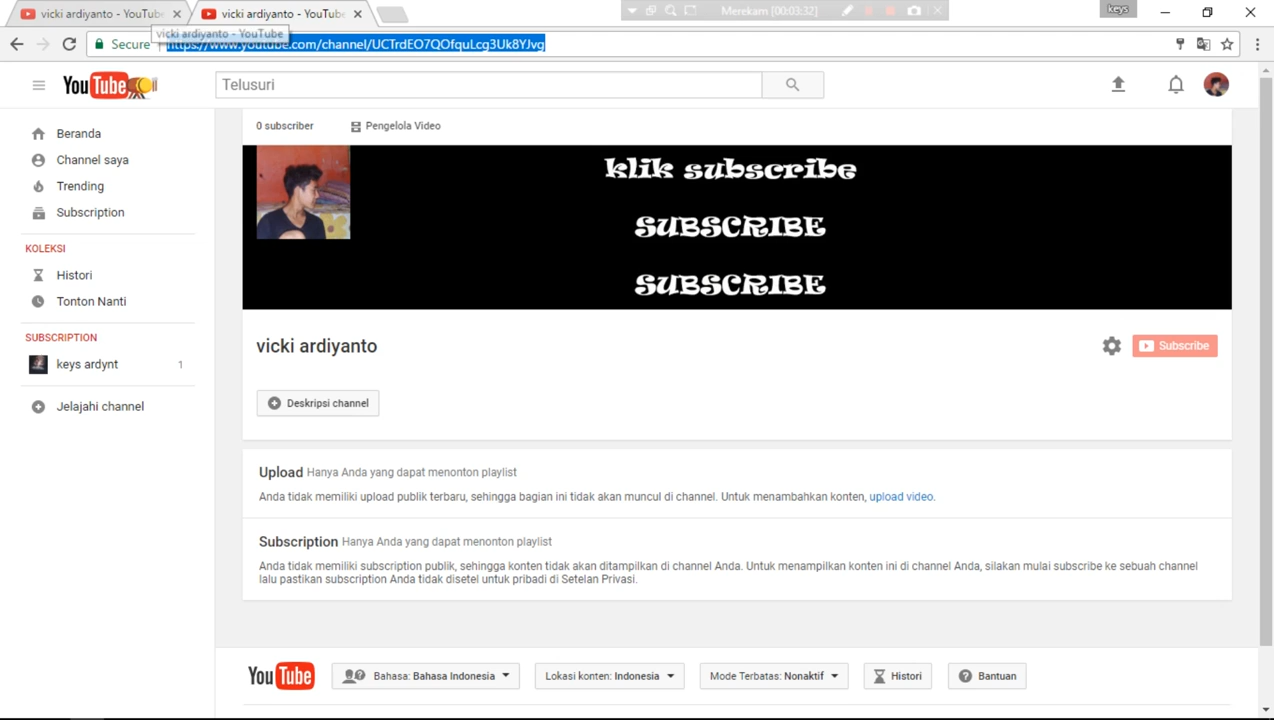 vicki ardiyanto - YouTube
vicki ardiyanto - YouTube
Merekam [00:03:32]
keys
vicki ardiyanto - YouTube
Secure
https://www.youtube.com/channel/UCTrdEO7QOfquLcg3Uk8YJvg
YouTube
Telusuri
Beranda
Channel saya
Trending
Subscription
KOLEKSI
Histori
Tonton Nanti
SUBSCRIPTION
keys ardynt 1
Jelajahi channel
0 subscriber
Pengelola Video
klik subscribe
SUBSCRIBE
SUBSCRIBE
vicki ardiyanto
Subscribe
Deskripsi channel
Upload Hanya Anda yang dapat menonton playlist
Anda tidak memiliki upload publik terbaru, sehingga bagian ini tidak akan muncul di channel. Untuk menambahkan konten, upload video.
Subscription Hanya Anda yang dapat menonton playlist
Anda tidak memiliki subscription publik, sehingga konten tidak akan ditampilkan di channel Anda. Untuk menampilkan konten ini di channel Anda, silakan mulai subscribe ke sebuah channel
lalu pastikan subscription Anda tidak disetel untuk pribadi di Setelan Privasi.
YouTube
Bahasa: Bahasa Indonesia
Lokasi konten: Indonesia
Mode Terbatas: Nonaktif
Histori
Bantuan